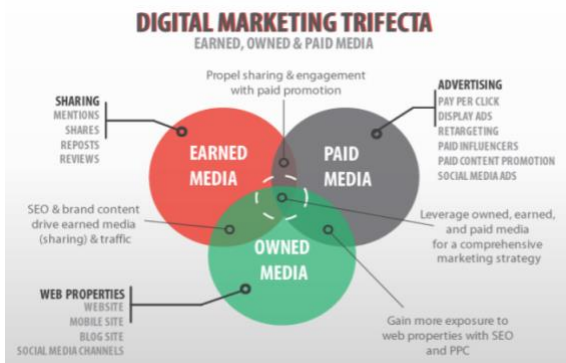 DIGITAL MARKETING TRIFECTA
EARNED, OWNED & PAID MEDIA
Propel sharing & engagement
with paid promotion
SHARING
MENTIONS
SHARES
REPOSTS
REVIEWS
ADVERTISING
PAY PER CLICK
DISPLAY ADS
RETARGETING
PAID INFLUENCERS
PAID CONTENT PROMOTION
SOCIAL MEDIA ADS
EARNED
MEDIA
PAID
MEDIA
SEO & brand content
drive earned media
(sharing) & traffic
Leverage owned, earned,
and paid media
for a comprehensive
marketing strategy
OWNED
MEDIA
WEB PROPERTIES
WEBSITE
MOBILE SITE
BLOG SITE
SOCIAL MEDIA CHANNELS
Gain more exposure to
web properties with SEO
and PPC